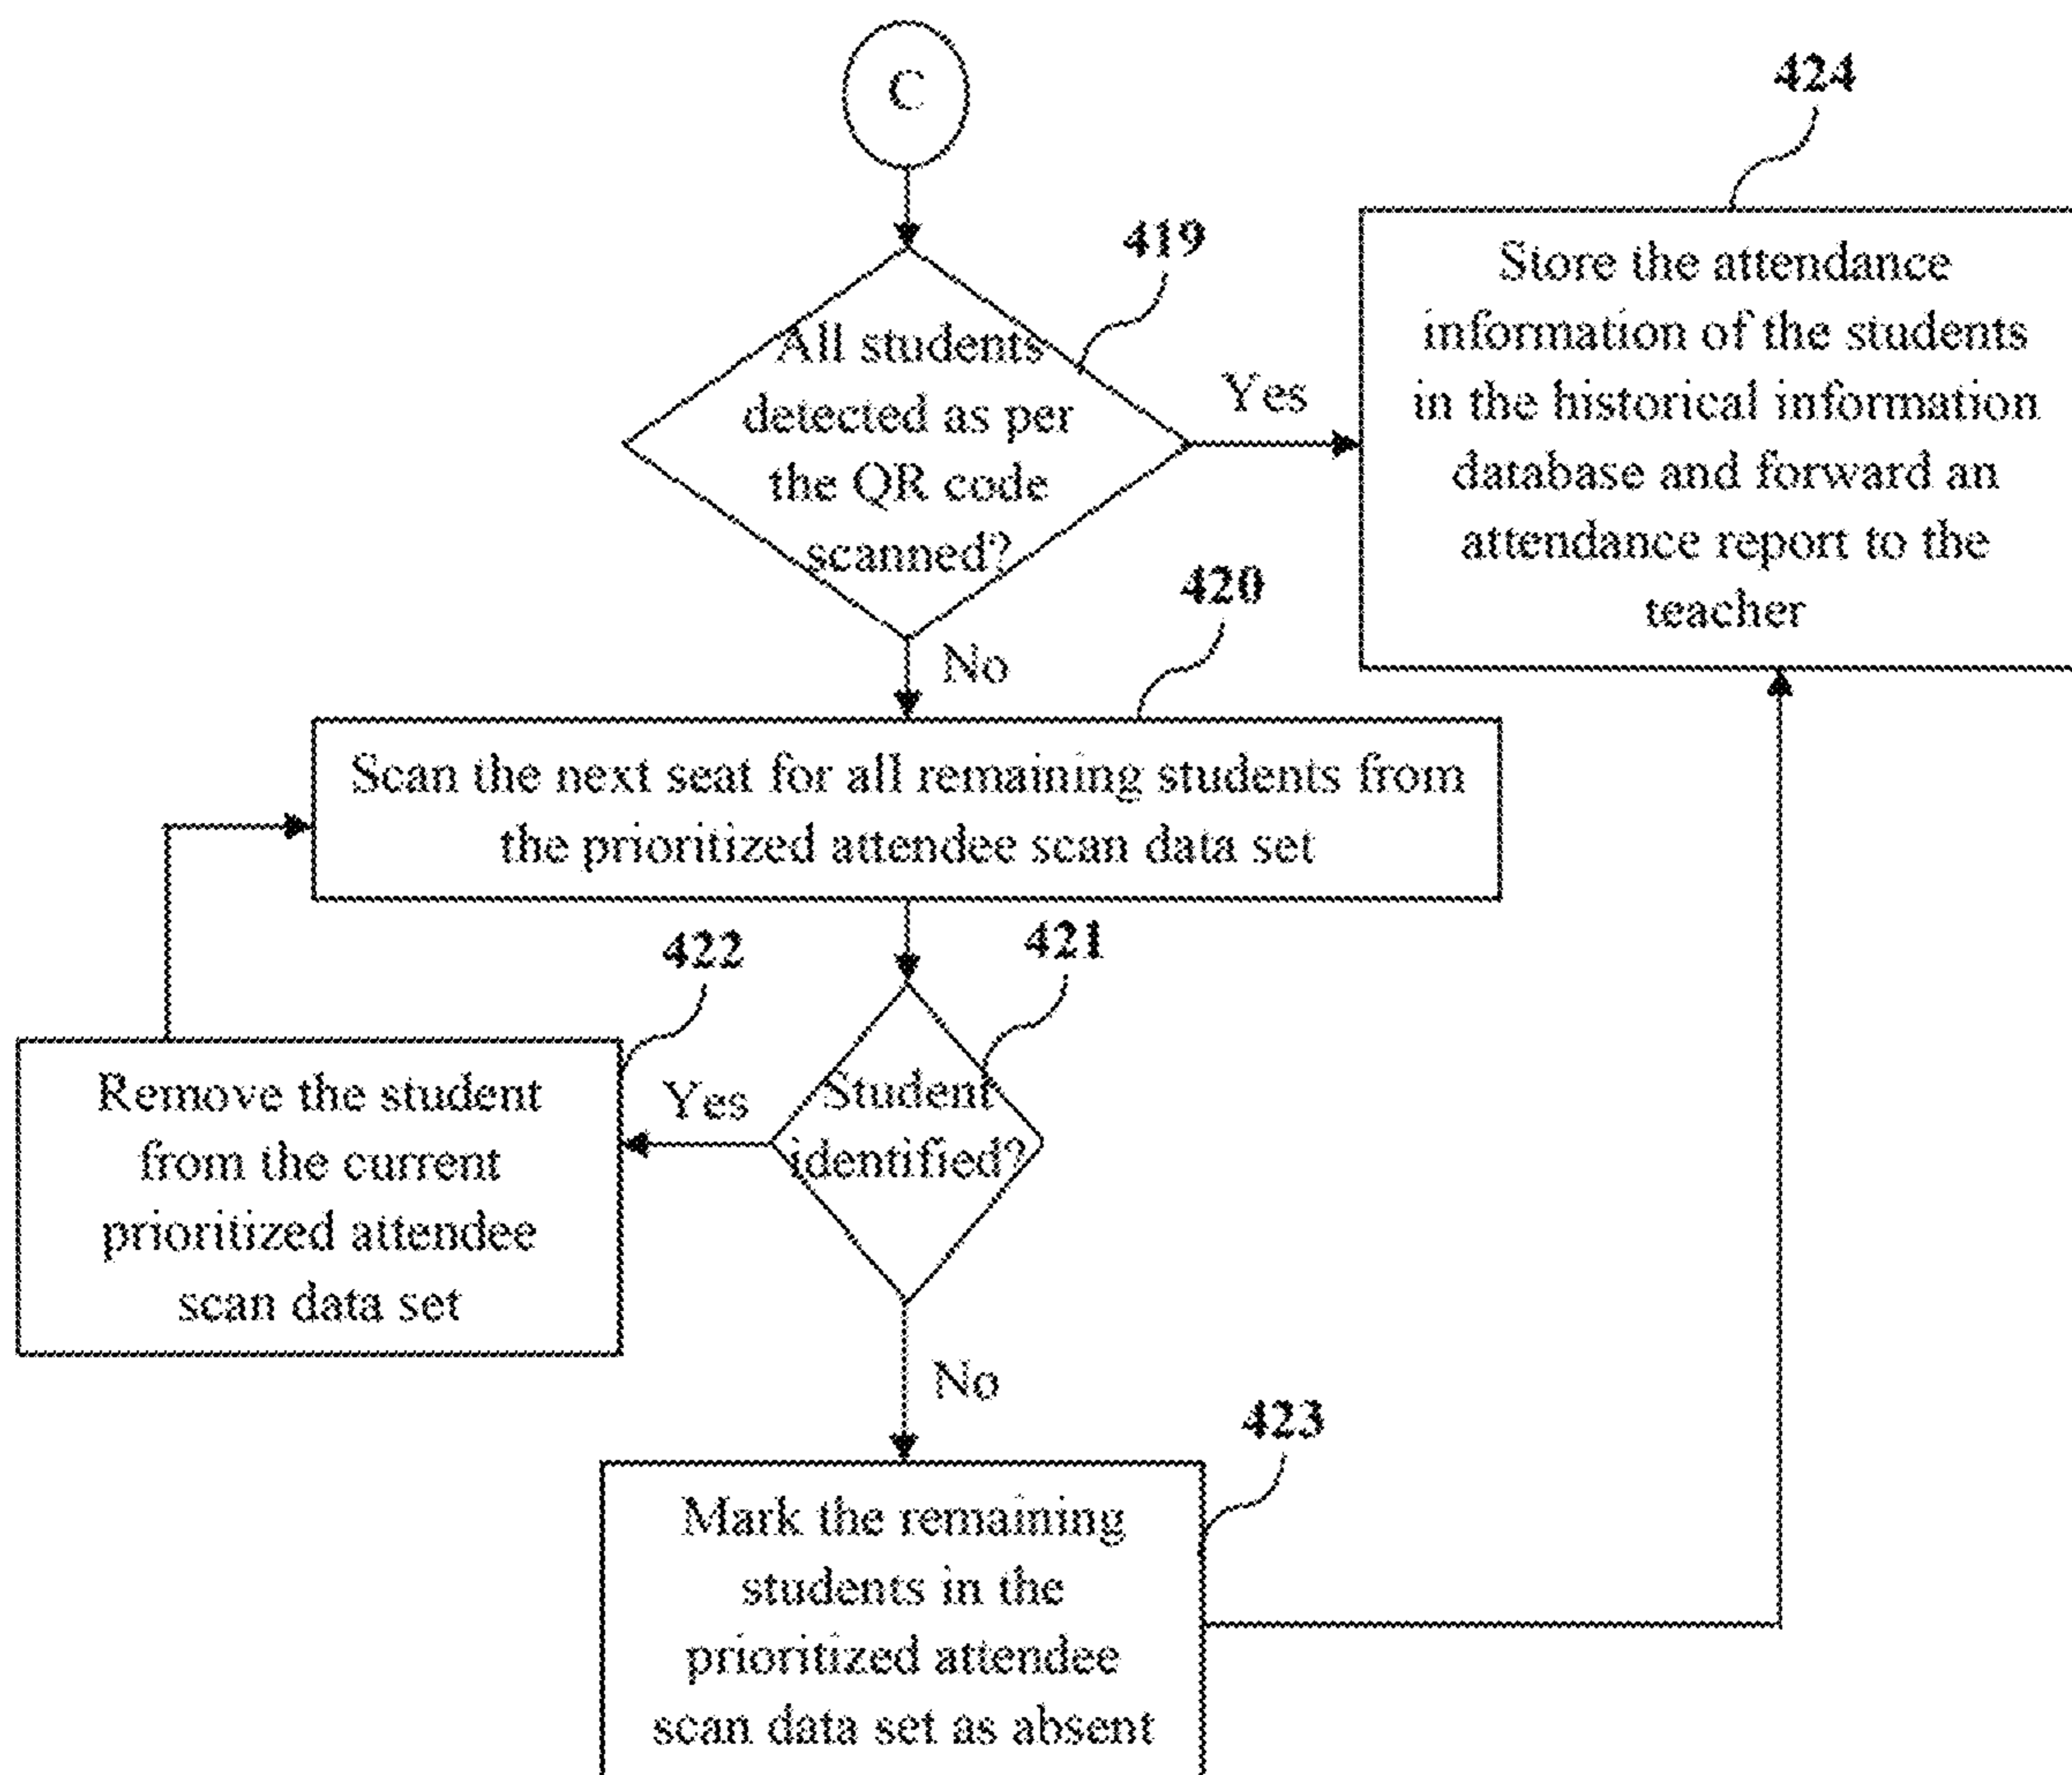 C
424
419
Store the attendance
information of the students
in the historical information
database and forward an
attendance report to the
teacher
All students
detected as per
the QR code
scanned?
Yes
420
No
Scan the next seat for all remaining students from
the prioritized attendee scan data set
422
421
Remove the student
from the current
prioritized attendee
scan data set
Yes
Student
identified?
No
423
Mark the remaining
students in the
prioritized attendee
scan data set as absent